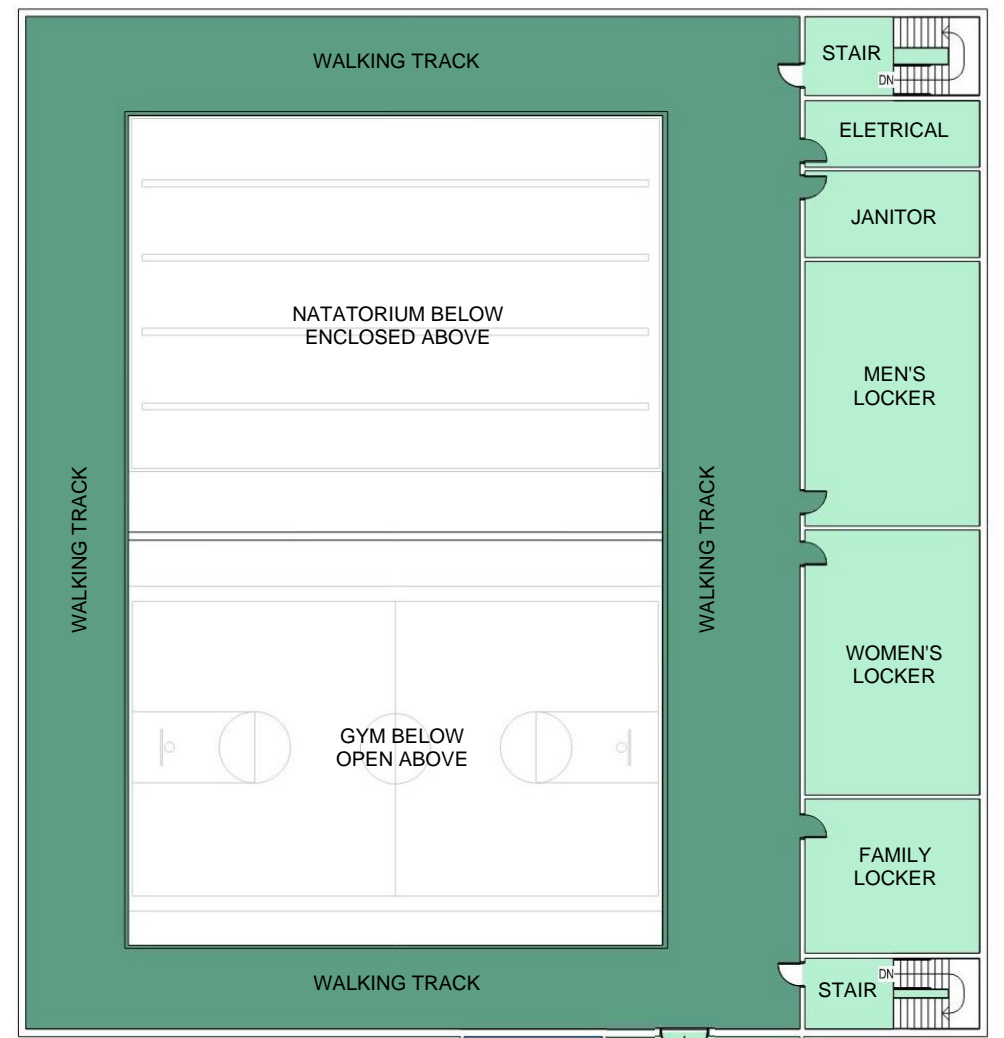 WALKING TRACK
STAIR
DN
ELETRICAL
JANITOR
NATATORIUM BELOW
ENCLOSED ABOVE
MEN'S
LOCKER
WALKING TRACK
WALKING TRACK
WOMEN'S
LOCKER
GYM BELOW
OPEN ABOVE
FAMILY
LOCKER
WALKING TRACK
STAIR
DN